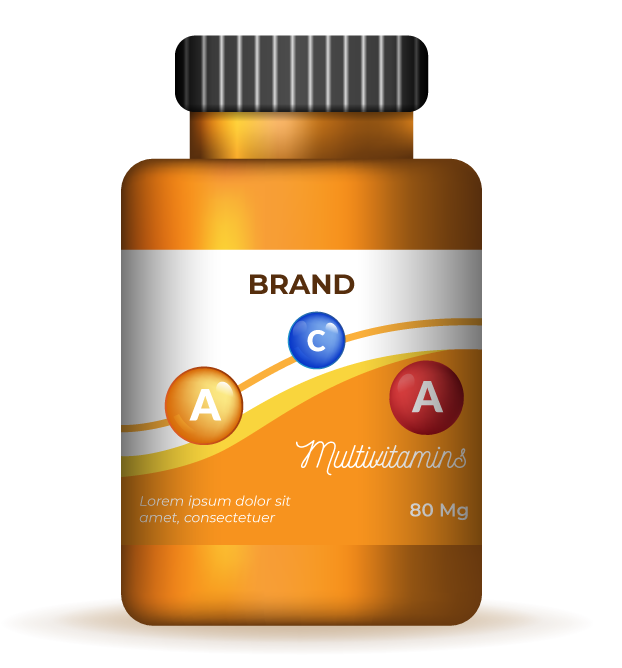 BRAND
C
A
A
Multivitamins
Lorem ipsum dolor sit
amet, consectetuer
80 Mg